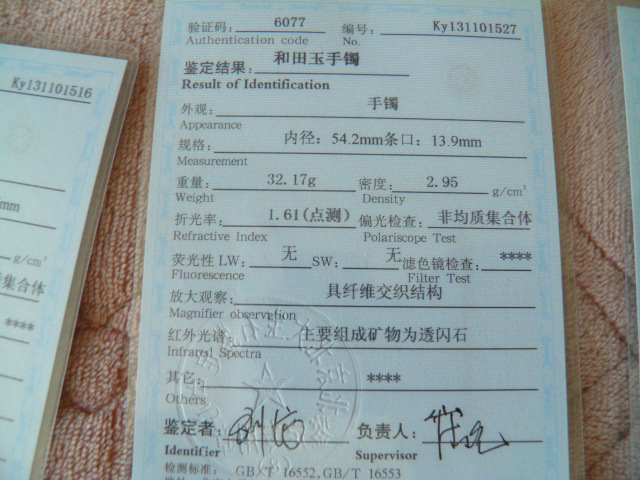 验证码: 6077 编号: Ky131101527
Authentication code No.
鉴定结果: 和田玉手镯
Result of Identification
外观: 手镯
Appearance
规格: 内径: 54.2mm条口: 13.9mm
Measurement
重量: 32.17g 密度: 2.95 g/cm³
Weight Density
折光率: 1.61(点测) 偏光检查: 非均质集合体
Refractive Index Polariscope Test
荧光性 LW: 无 SW: 无 滤色镜检查: ****
Fluorescence Filter Test
放大观察: 具纤维交织结构
Magnifier observation
红外光谱: 主要组成矿物为透闪石
Infrared Spectra
其它: ****
Others
鉴定者: 负责人:
Identifier Supervisor
检测标准: GB/T 16552,GB/T 16553
Ky131101516
mm
g/cm³
集合体
****